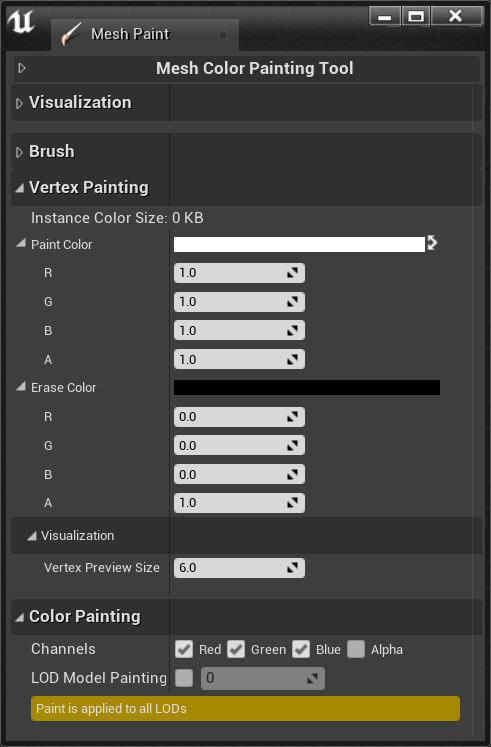 Mesh Paint
Mesh Color Painting Tool
Visualization
Brush
Vertex Painting
Instance Color Size: 0 KB
Paint Color
R 1.0
G 1.0
B 1.0
A 1.0
Erase Color
R 0.0
G 0.0
B 0.0
A 1.0
Visualization
Vertex Preview Size 6.0
Color Painting
Channels Red Green Blue Alpha
LOD Model Painting 0
Paint is applied to all LODs